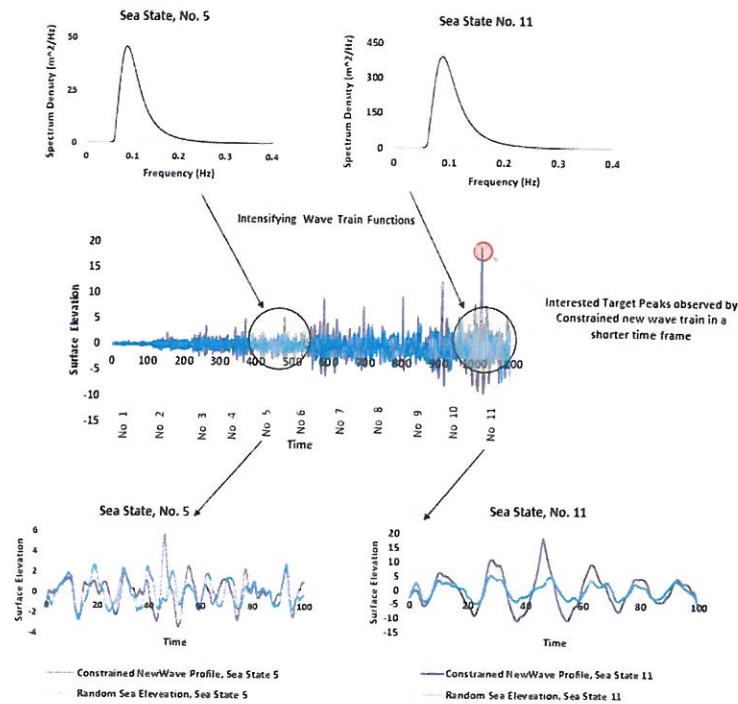 Sea State, No. 5
Sea State No. 11
Spectrum Density (m^2/Hz)
50
25
0
0 0.1 0.2 0.3 0.4
Frequency (Hz)
Spectrum Density (m^2/Hz)
450
300
150
0
0 0.1 0.2 0.3 0.4
Frequency (Hz)
Intensifying Wave Train Functions
Surface Elevation
20
15
10
5
0
-5
-10
-15
0 100 200 300 400 500 600 700 800 900 1000 1100 1200
No 1 No 2 No 3 No 4 No 5 No 6 No 7 No 8 No 9 No 10 No 11
Time
Interested Target Peaks observed by
Constrained new wave train in a
shorter time frame
Sea State, No. 5
Surface Elevation
6
4
2
0
-2
-4
0 20 40 60 80 100
Time
Constrained NewWave Profile, Sea State 5
Random Sea Eleveation, Sea State 5
Sea State, No. 11
Surface Elevation
20
15
10
5
0
-5
-10
-15
0 20 40 60 80 100
Time
Constrained NewWave Profile, Sea State 11
Random Sea Elevation, Sea State 11